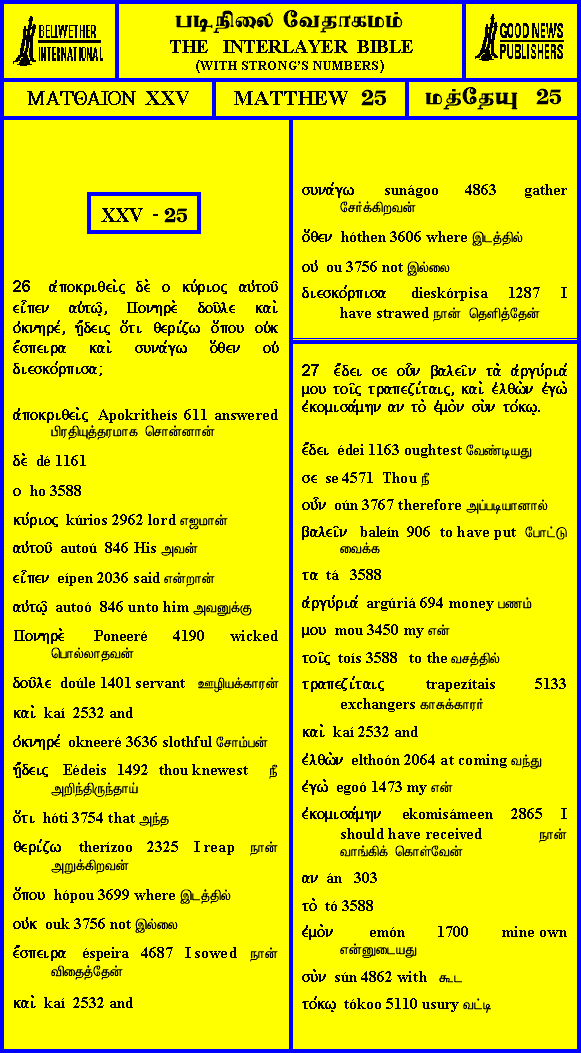 BELLWETHER
INTERNATIONAL
படிநிலை வேதாகமம்
THE INTERLAYER BIBLE
(WITH STRONG'S NUMBERS)
GOOD NEWS
PUBLISHERS
ΜΑΤΘΑΙΟΝ XXV
MATTHEW 25
மத்தேயு 25
XXV - 25
26 ἀποκριθεὶς δὲ ο κύριος αὐτοῦ
εἶπεν αὐτῶ, Πονηρὲ δοῦλε καὶ
ὀκνηρέ, ᾔδεις ὅτι θερίζω ὅπου οὐκ
ἔσπειρα καὶ συνάγω ὅθεν οὐ
διεσκόρπισα;
ἀποκριθεὶς Apokritheís 611 answered
பிரதியுத்தரமாக சொன்னான்
δὲ dé 1161
ο ho 3588
κύριος kúrios 2962 lord எஜமான்
αὐτοῦ autoú 846 His அவன்
εἶπεν eípen 2036 said என்றான்
αὐτῶ autoó 846 unto him அவனுக்கு
Πονηρὲ Poneeré 4190 wicked
பொல்லாதவன்
δοῦλε doúle 1401 servant ஊழியக்காரன்
καὶ kaí 2532 and
ὀκνηρέ okneeré 3636 slothful சோம்பன்
ᾔδεις Eédeis 1492 thou knewest நீ
அறிந்திருந்தாய்
ὅτι hóti 3754 that அந்த
θερίζω therízoo 2325 I reap நான்
அறுக்கிறவன்
ὅπου hópou 3699 where இடத்தில்
οὐκ ouk 3756 not இல்லை
ἔσπειρα éspeira 4687 I sowed நான்
விதைத்தேன்
καὶ kaí 2532 and
συνάγω sunágoo 4863 gather
சேர்க்கிறவன்
ὅθεν hóthen 3606 where இடத்தில்
οὐ ou 3756 not இல்லை
διεσκόρπισα dieskórpisa 1287 I
have strawed நான் தெளித்தேன்
27 ἔδει σε οὖν βαλεῖν τὰ ἀργύριά
μου τοῖς τραπεζίταις, καὶ ἐλθὼν ἐγὼ
ἐκομισάμην αν τὸ ἐμὸν σὺν τόκῳ.
ἔδει édei 1163 oughtest வேண்டியது
σε se 4571 Thou நீ
οὖν oún 3767 therefore அப்படியானால்
βαλεῖν baleín 906 to have put போட்டு
வைக்க
τα tá 3588
ἀργύριά argúriá 694 money பணம்
μου mou 3450 my என்
τοῖς toís 3588 to the வசத்தில்
τραπεζίταις trapezítais 5133
exchangers காசுக்காரர்
καὶ kaí 2532 and
ἐλθὼν elthoón 2064 at coming வந்து
ἐγὼ egoó 1473 my என்
ἐκομισάμην ekomisámeen 2865 I
should have received நான்
வாங்கிக் கொள்வேன்
αν án 303
τὸ tó 3588
ἐμὸν emón 1700 mine own
என்னுடையது
σὺν sún 4862 with கூட
τόκῳ tókoo 5110 usury வட்டி